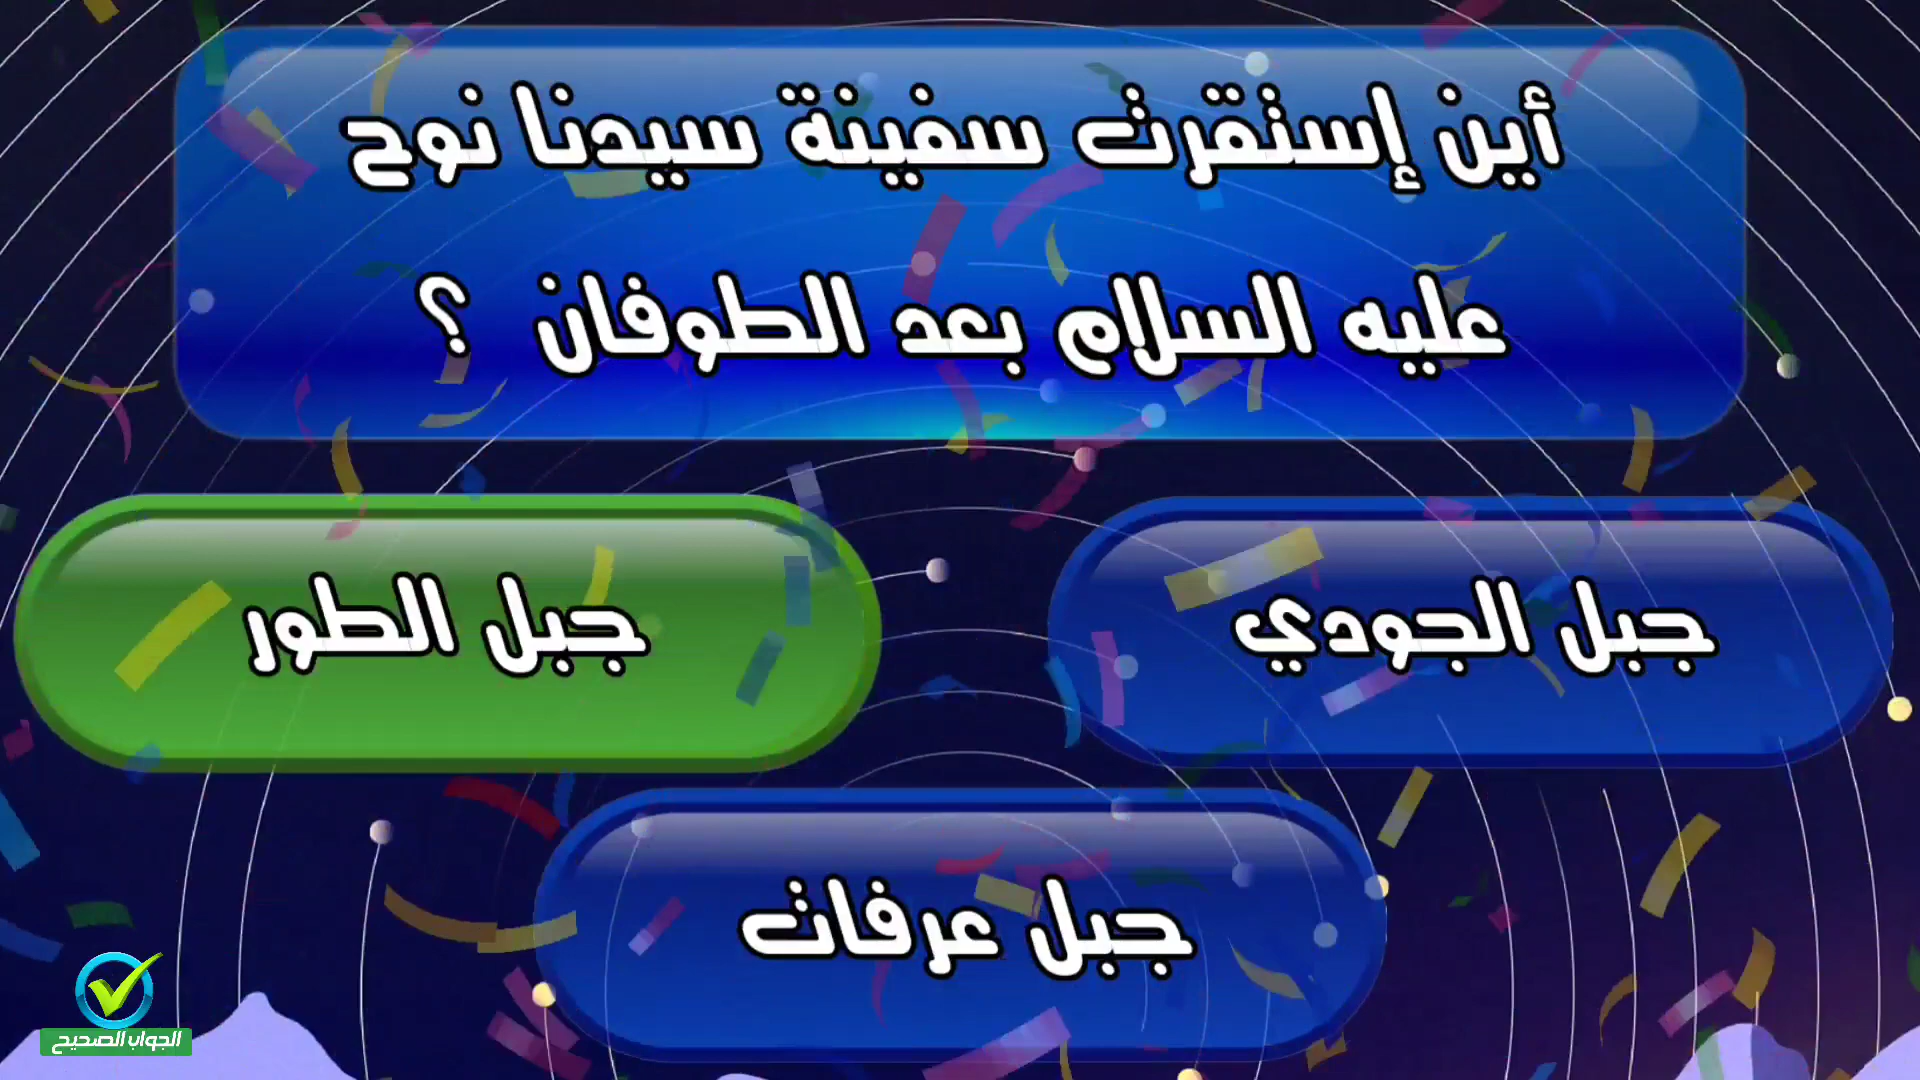 أين إستقرت سفينة سيدنا نوح
عليه السلام بعد الطوفان ؟
جبل الجودي
جبل الطور
جبل عرفات
الجواب الصحيح